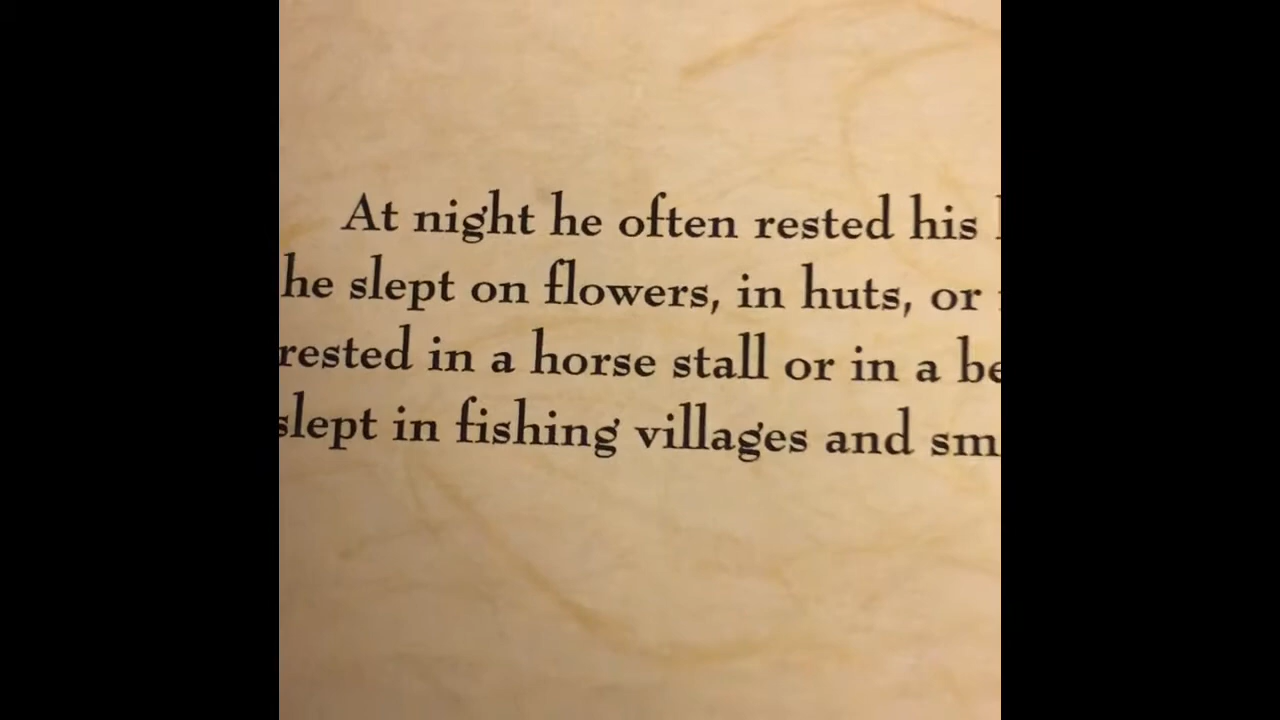 At night he often rested his
he slept on flowers, in huts, or
rested in a horse stall or in a
slept in fishing villages and